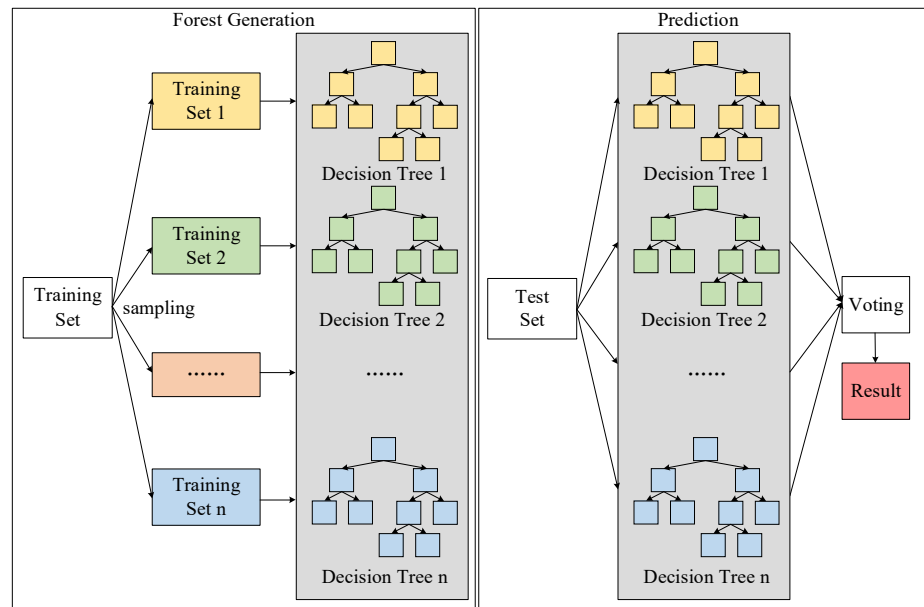 Forest Generation
Training
Set 1
Decision Tree 1
Training
Set 2
Training
Set
sampling
Decision Tree 2
......
......
Training
Set n
Decision Tree n
Prediction
Decision Tree 1
Test
Set
Decision Tree 2
Voting
......
Result
Decision Tree n